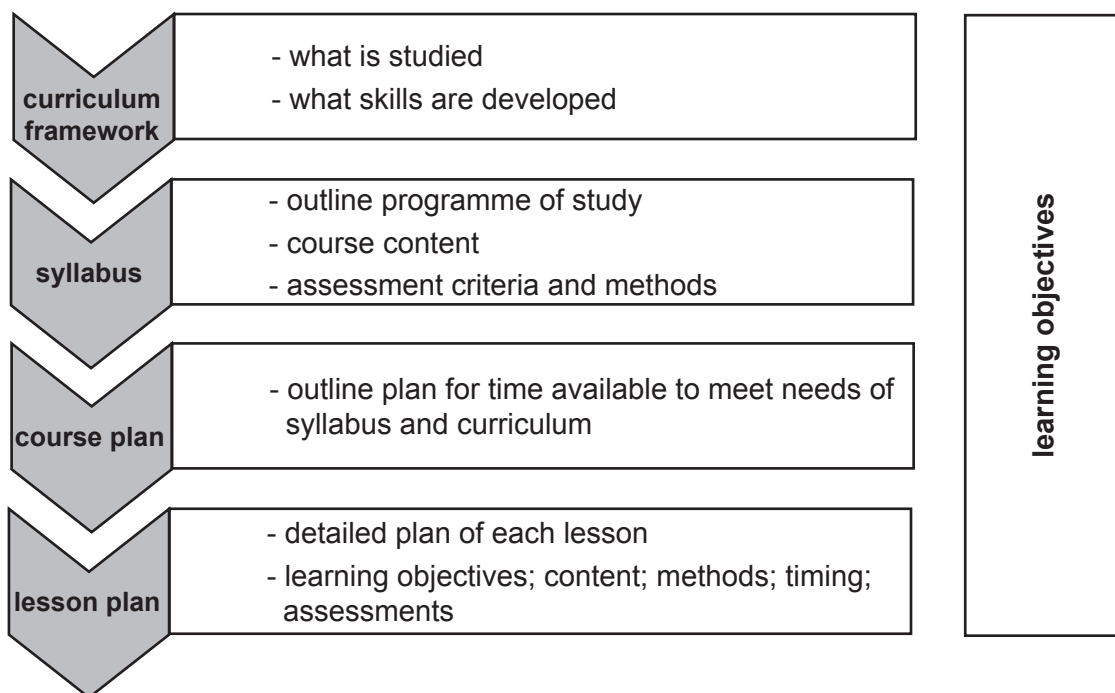 curriculum
framework
- what is studied
- what skills are developed
syllabus
- outline programme of study
- course content
- assessment criteria and methods
course plan
- outline plan for time available to meet needs of
syllabus and curriculum
lesson plan
- detailed plan of each lesson
- learning objectives; content; methods; timing;
assessments
learning objectives